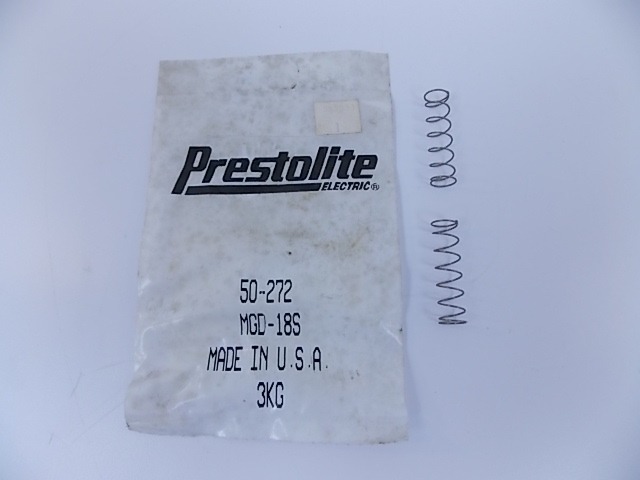 Prestolite
ELECTRIC®
50-272
MGD-18S
MADE IN U.S.A.
3KG